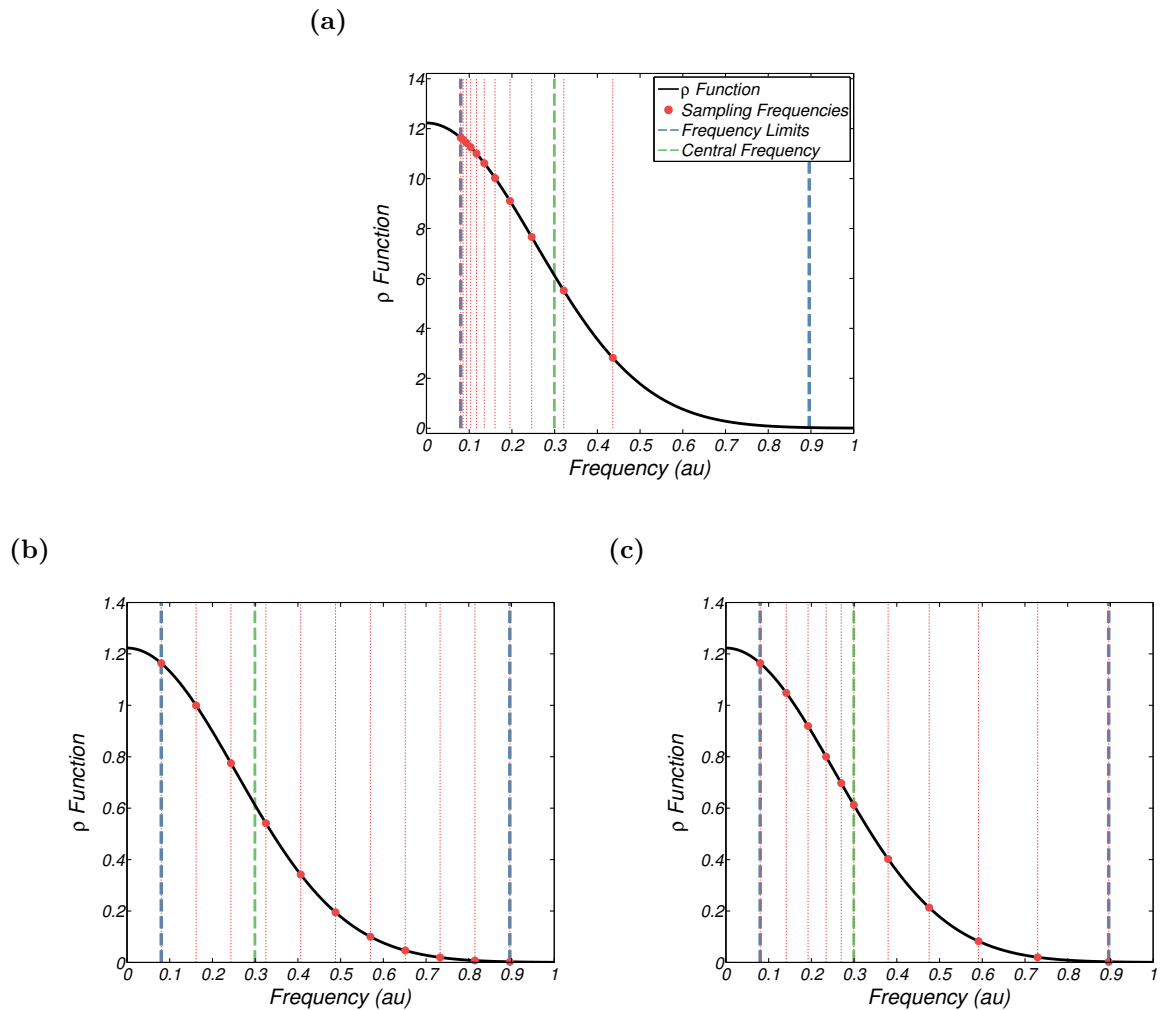 (a)
14
12
10
8
6
4
2
0
ρ Function
ρ Function
Sampling Frequencies
Frequency Limits
Central Frequency
0 0.1 0.2 0.3 0.4 0.5 0.6 0.7 0.8 0.9 1
Frequency (au)
(b)
1.4
1.2
1
0.8
0.6
0.4
0.2
0
ρ Function
0 0.1 0.2 0.3 0.4 0.5 0.6 0.7 0.8 0.9 1
Frequency (au)
(c)
1.4
1.2
1
0.8
0.6
0.4
0.2
0
ρ Function
0 0.1 0.2 0.3 0.4 0.5 0.6 0.7 0.8 0.9 1
Frequency (au)